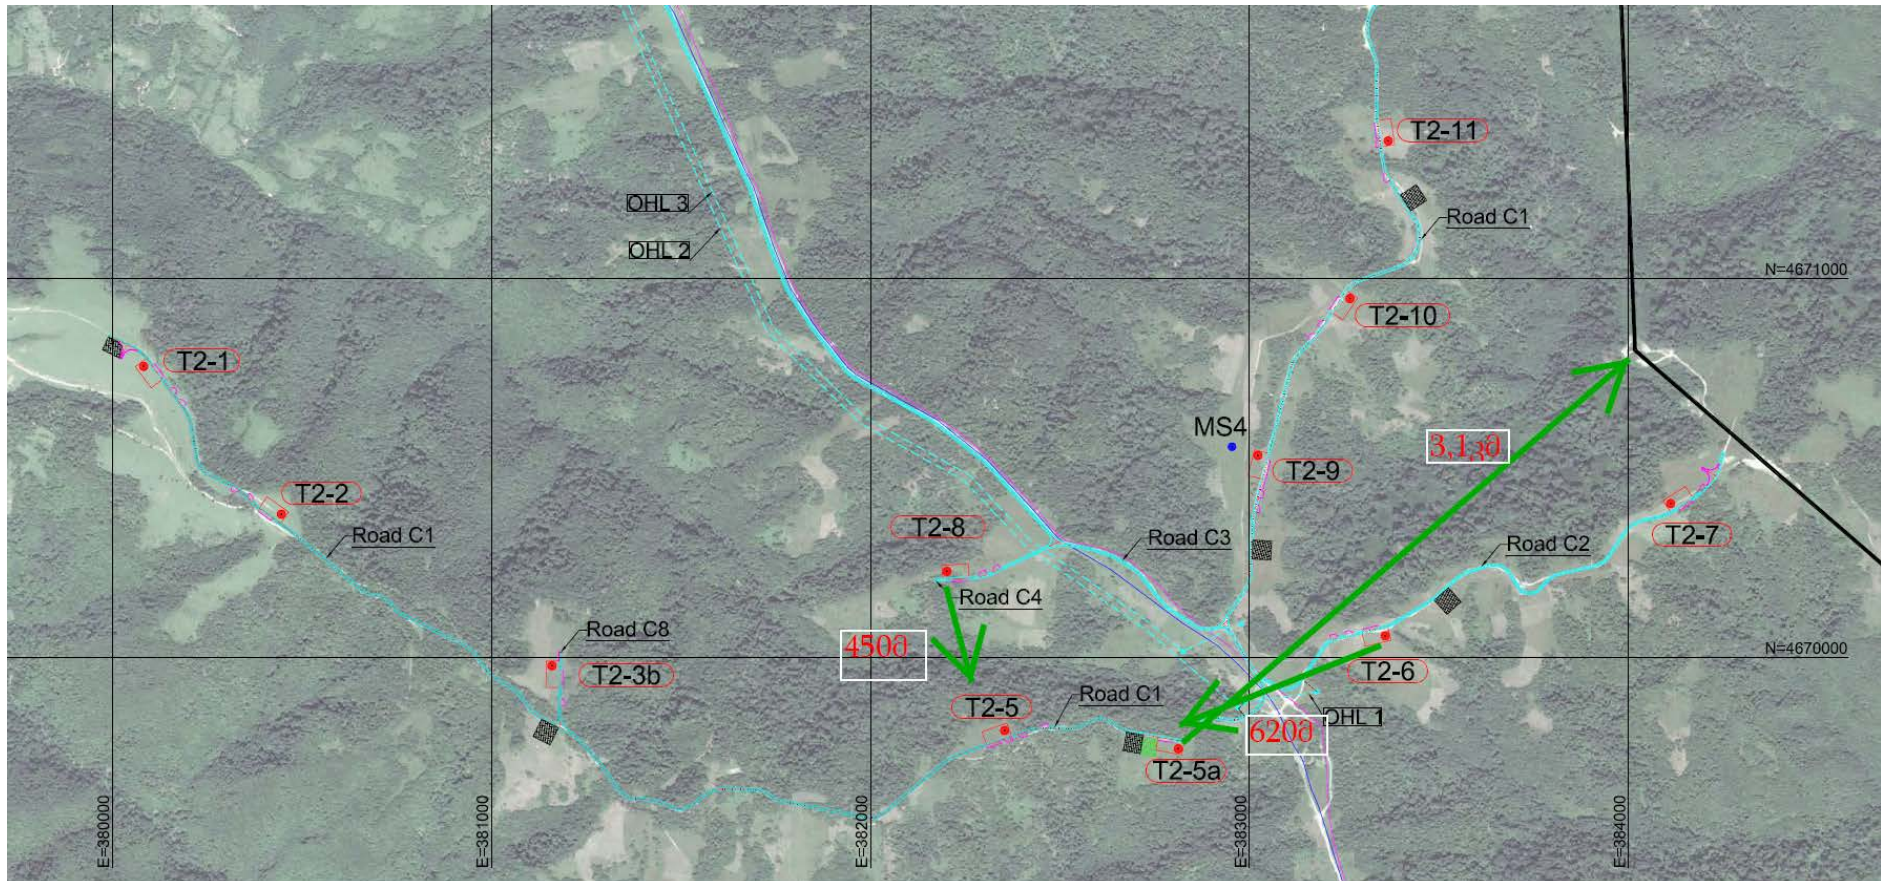 T2-11
OHL 3
Road C1
OHL 2
N=4671000
T2-10
T2-1
MS4
3,1კმ
T2-9
T2-2
T2-8
T2-7
Road C1
Road C3
Road C2
Road C4
Road C8
450მ
N=4670000
T2-3b
T2-6
T2-5
Road C1
OHL 1
620მ
T2-5a
E=380000
E=381000
E=382000
E=383000
E=384000